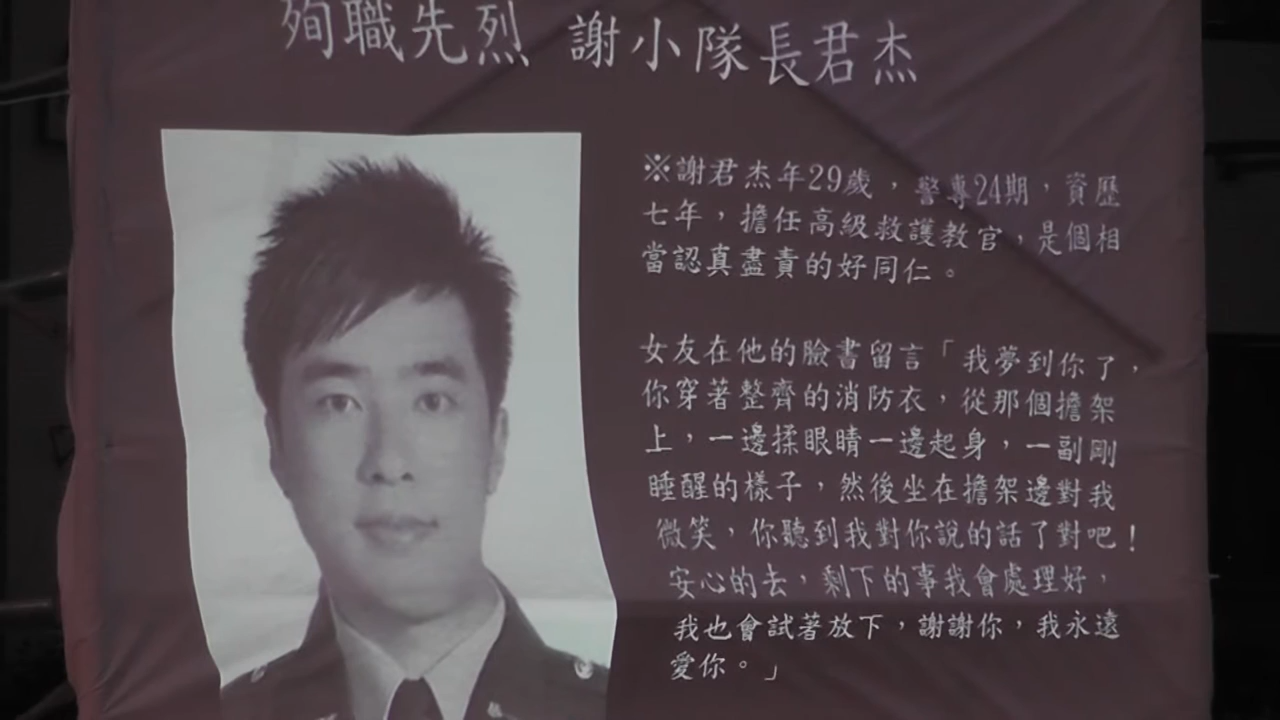 殉職先烈 謝小隊長君杰
※謝君杰年29歲，警專24期，資歷
七年，擔任高級救護教官，是個相
當認真盡責的好同仁。
女友在他的臉書留言「我夢到你了，
你穿著整齊的消防衣，從那個擔架
上，一邊揉眼睛一邊起身，一副剛
睡醒的樣子，然後坐在擔架邊對我
微笑，你聽到我對你說的話了對吧！
安心的去，剩下的事我會處理好，
我也會試著放下，謝謝你，我永遠
愛你。」